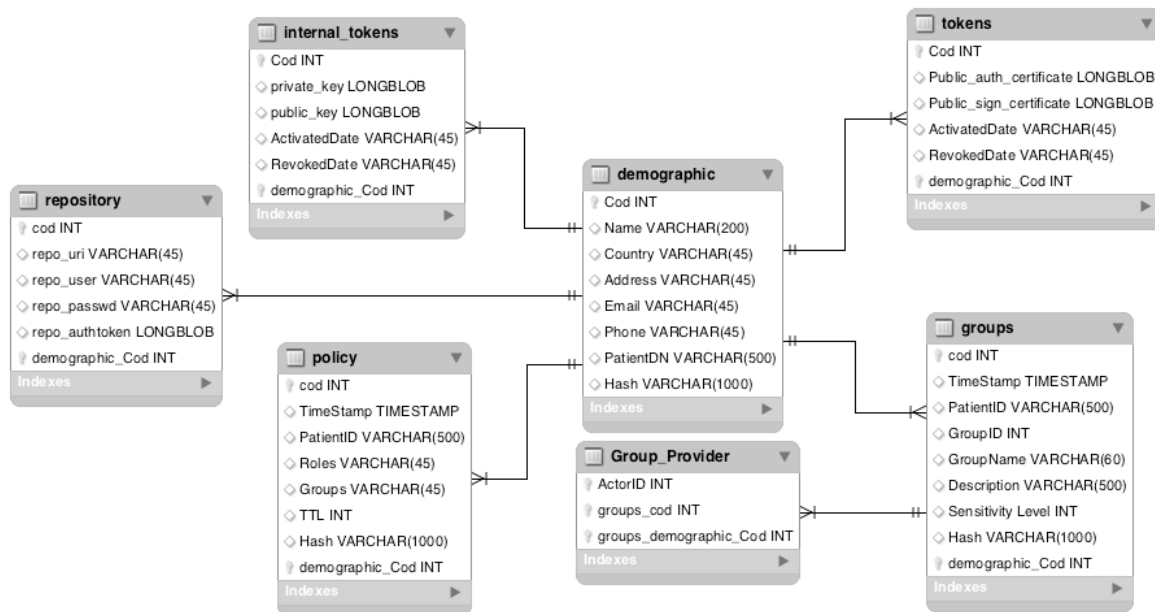 internal_tokens
Cod INT
private_key LONGBLOB
public_key LONGBLOB
ActivatedDate VARCHAR(45)
RevokedDate VARCHAR(45)
demographic_Cod INT
Indexes
tokens
Cod INT
Public_auth_certificate LONGBLOB
Public_sign_certificate LONGBLOB
ActivatedDate VARCHAR(45)
RevokedDate VARCHAR(45)
demographic_Cod INT
Indexes
repository
cod INT
repo_uri VARCHAR(45)
repo_user VARCHAR(45)
repo_passwd VARCHAR(45)
repo_authtoken LONGBLOB
demographic_Cod INT
Indexes
demographic
Cod INT
Name VARCHAR(200)
Country VARCHAR(45)
Address VARCHAR(45)
Email VARCHAR(45)
Phone VARCHAR(45)
PatientDN VARCHAR(500)
Hash VARCHAR(1000)
Indexes
policy
cod INT
TimeStamp TIMESTAMP
PatientID VARCHAR(500)
Roles VARCHAR(45)
Groups VARCHAR(45)
TTL INT
Hash VARCHAR(1000)
demographic_Cod INT
Indexes
Group_Provider
ActorID INT
groups_cod INT
groups_demographic_Cod INT
Indexes
groups
cod INT
TimeStamp TIMESTAMP
PatientID VARCHAR(500)
GroupID INT
GroupName VARCHAR(60)
Description VARCHAR(500)
Sensitivity Level INT
Hash VARCHAR(1000)
demographic_Cod INT
Indexes